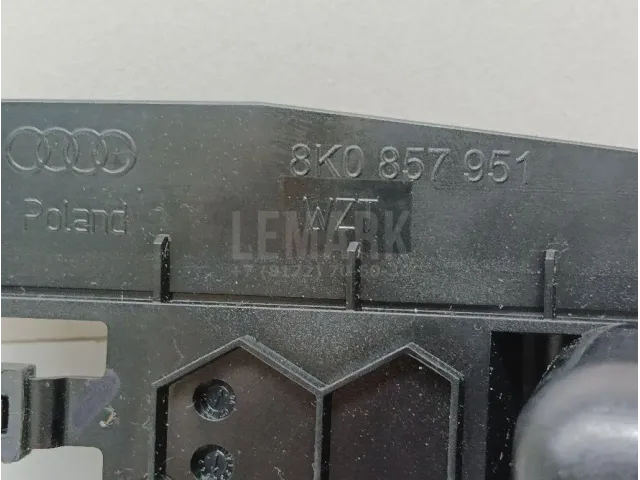 8K0 857 951
Poland
WZT
LEMARK